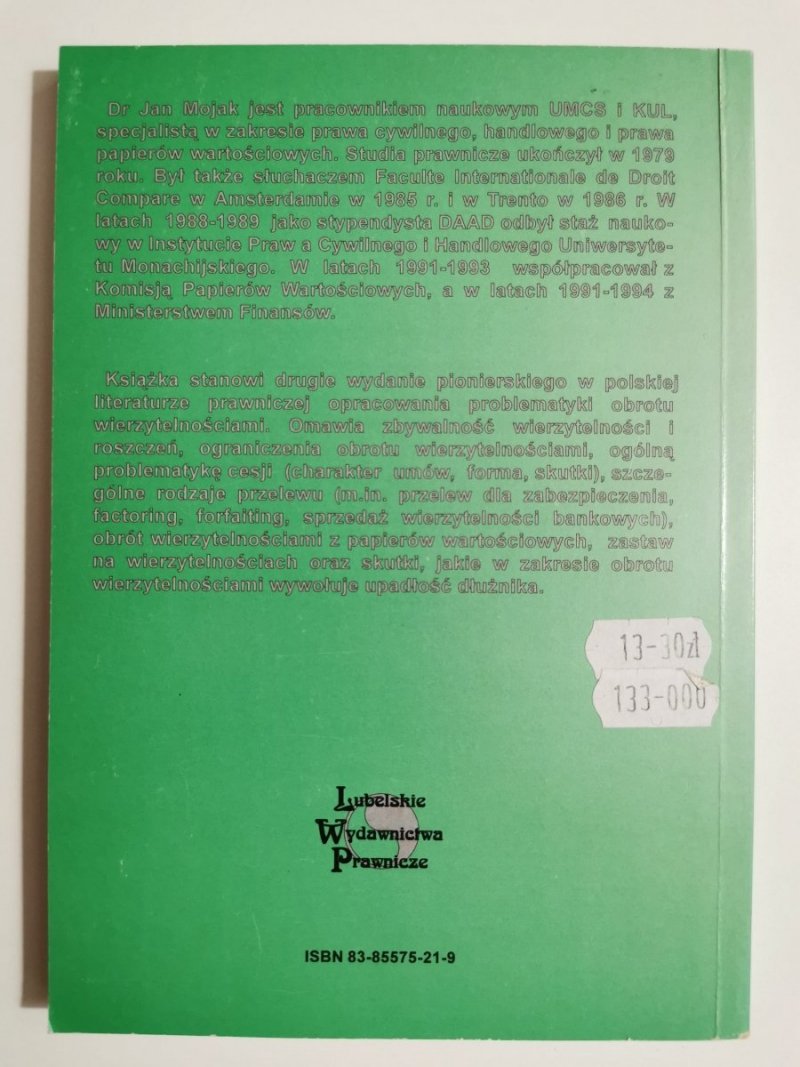 Dr Jan Mojak jest pracownikiem naukowym UMCS i KUL,
specjalistą w zakresie prawa cywilnego, handlowego i prawa
papierów wartościowych. Studia prawnicze ukończył w 1979
roku. Był także słuchaczem Faculte Internationale de Droit
Compare w Amsterdamie w 1985 r. i w Trento w 1986 r. W
latach 1988-1989 jako stypendysta DAAD odbył staż nauko-
wy w Instytucie Praw a Cywilnego i Handlowego Uniwersyte-
tu Monachijskiego. W latach 1991-1993 współpracował z
Komisją Papierów Wartościowych, a w latach 1991-1994 z
Ministerstwem Finansów.
Książka stanowi drugie wydanie pionierskiego w polskiej
literaturze prawniczej opracowania problematyki obrotu
wierzytelnościami. Omawia zbywalność wierzytelności i
roszczeń, ograniczenia obrotu wierzytelnościami, ogólną
problematykę cesji (charakter umów, forma, skutki), szcze-
gólne rodzaje przelewu (m.in. przelew dla zabezpieczenia,
factoring, forfaiting, sprzedaż wierzytelności bankowych),
obrót wierzytelnościami z papierów wartościowych, zastaw
na wierzytelnościach oraz skutki, jakie w zakresie obrotu
wierzytelnościami wywołuje upadłość dłużnika.
13-30zł
133-000
Lubelskie
Wydawnictwa
Prawnicze
ISBN 83-85575-21-9